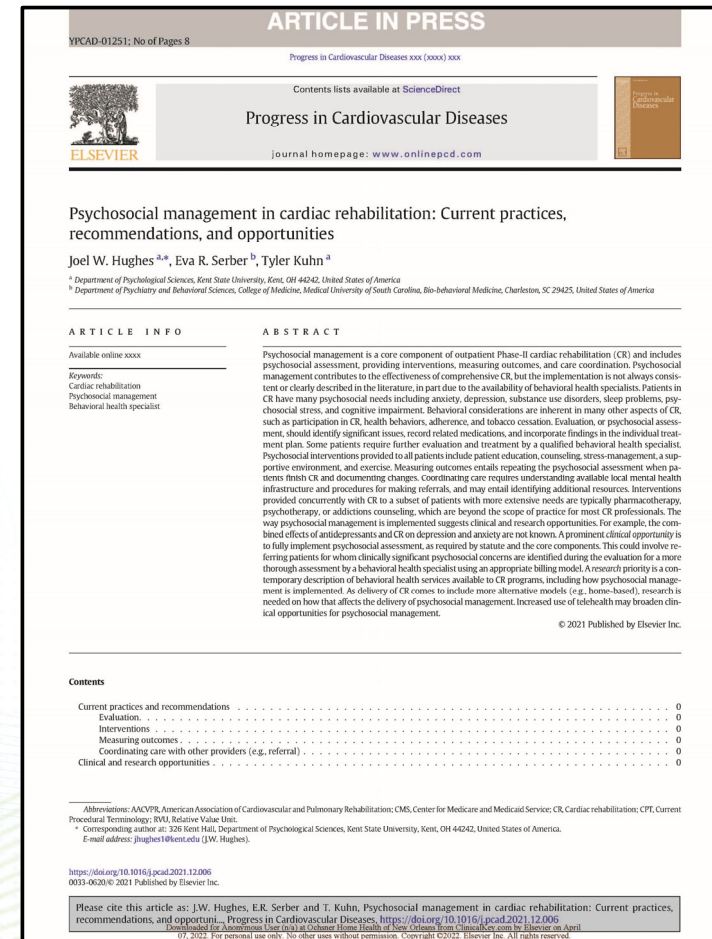 ARTICLE IN PRESS
YPCAD-01251; No of Pages 8
Progress in Cardiovascular Diseases xxx (xxxx) xxx
Contents lists available at ScienceDirect
Progress in Cardiovascular Diseases
journal homepage: www.onlinepcd.com
ELSEVIER
Progress in
Cardiovascular
Diseases
Psychosocial management in cardiac rehabilitation: Current practices,
recommendations, and opportunities
Joel W. Hughes a,*, Eva R. Serber b, Tyler Kuhn a
a Department of Psychological Sciences, Kent State University, Kent, OH 44242, United States of America
b Department of Psychiatry and Behavioral Sciences, College of Medicine, Medical University of South Carolina, Bio-behavioral Medicine, Charleston, SC 29425, United States of America
ARTICLE INFO
Available online xxxx
Keywords:
Cardiac rehabilitation
Psychosocial management
Behavioral health specialist
ABSTRACT
Psychosocial management is a core component of outpatient Phase-II cardiac rehabilitation (CR) and includes
psychosocial assessment, providing interventions, measuring outcomes, and care coordination. Psychosocial
management contributes to the effectiveness of comprehensive CR, but the implementation is not always consis-
tent or clearly described in the literature, in part due to the availability of behavioral health specialists. Patients in
CR have many psychosocial needs including anxiety, depression, substance use disorders, sleep problems, psy-
chosocial stress, and cognitive impairment. Behavioral considerations are inherent in many other aspects of CR,
such as participation in CR, health behaviors, adherence, and tobacco cessation. Evaluation, or psychosocial assess-
ment, should identify significant issues, record related medications, and incorporate findings in the individual treat-
ment plan. Some patients require further evaluation and treatment by a qualified behavioral health specialist.
Psychosocial interventions provided to all patients include patient education, counseling, stress-management, a sup-
portive environment, and exercise. Measuring outcomes entails repeating the psychosocial assessment when pa-
tients finish CR and documenting changes. Coordinating care requires understanding available local mental health
infrastructure and procedures for making referrals, and may entail identifying additional resources. Interventions
provided concurrently with CR to a subset of patients with more extensive needs are typically pharmacotherapy,
psychotherapy, or addictions counseling, which are beyond the scope of practice for most CR professionals. The
way psychosocial management is implemented suggests clinical and research opportunities. For example, the com-
bined effects of antidepressants and CR on depression and anxiety are not known. A prominent clinical opportunity is
to fully implement psychosocial assessment, as required by statute and the core components. This could involve re-
ferring patients for whom clinically significant psychosocial concerns are identified during the evaluation for a more
thorough assessment by a behavioral health specialist using an appropriate billing model. A research priority is a con-
temporary description of behavioral health services available to CR programs, including how psychosocial manage-
ment is implemented. As delivery of CR comes to include more alternative models (e.g., home-based), research is
needed on how that affects the delivery of psychosocial management. Increased use of telehealth may broaden clin-
ical opportunities for psychosocial management.
© 2021 Published by Elsevier Inc.
Contents
Current practices and recommendations . . . . . . . . . . 0
Evaluation. . . . . . . . . . . 0
Interventions . . . . . . . . . . 0
Measuring outcomes . . . . . . . . . . 0
Coordinating care with other providers (e.g., referral) . . . . . . . . . . 0
Clinical and research opportunities . . . . . . . . . . 0
Abbreviations: AACVPR, American Association of Cardiovascular and Pulmonary Rehabilitation; CMS, Center for Medicare and Medicaid Service; CR, Cardiac rehabilitation; CPT, Current
Procedural Terminology; RVU, Relative Value Unit.
* Corresponding author at: 326 Kent Hall, Department of Psychological Sciences, Kent State University, Kent, OH 44242, United States of America.
E-mail address: jhughes1@kent.edu (J.W. Hughes).
https://doi.org/10.1016/j.pcad.2021.12.006
0033-0620/© 2021 Published by Elsevier Inc.
Please cite this article as: J.W. Hughes, E.R. Serber and T. Kuhn, Psychosocial management in cardiac rehabilitation: Current practices,
recommendations, and opportuni..., Progress in Cardiovascular Diseases, https://doi.org/10.1016/j.pcad.2021.12.006
Downloaded for Anonymous User (n/a) at Ochsner Home Health of New Orleans from ClinicalKey.com by Elsevier on April
07, 2022. For personal use only. No other uses without permission. Copyright ©2022. Elsevier Inc. All rights reserved.